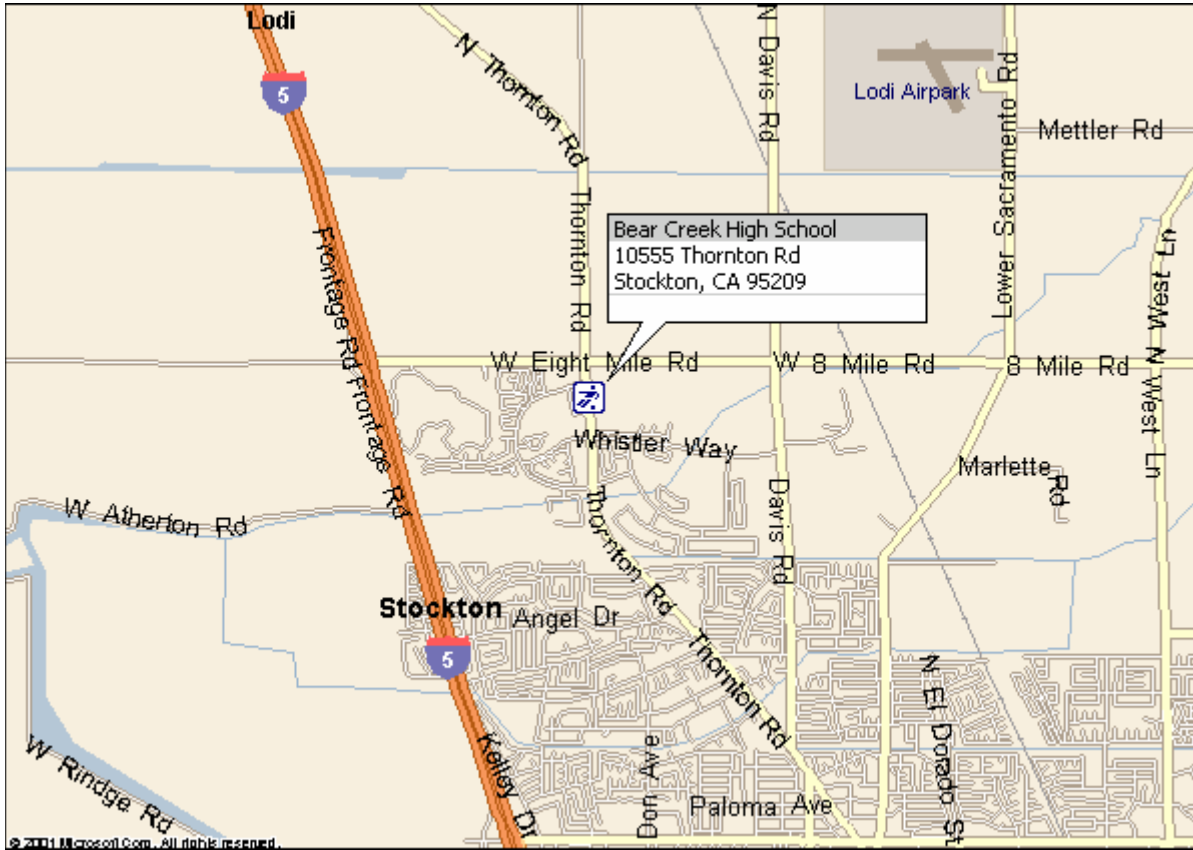 Lodi
5
N Thornton Rd
N Davis Rd
Lodi Airpark
Lower Sacramento Rd
Mettler Rd
Thornton Rd
Bear Creek High School
10555 Thornton Rd
Stockton, CA 95209
N West Ln
Frontage Rd
W Eight Mile Rd
W 8 Mile Rd
8 Mile Rd
Frontage Rd
N West Ln
Whistler Way
Marlette Rd
W Atherton Rd
Davis Rd
Thornton Rd
Stockton
Angel Dr
5
Thornton Rd
N El Dorado St
W Rindge Rd
Kelley Dr
Don Ave
Paloma Ave
© 2001 Microsoft Corp. All rights reserved.